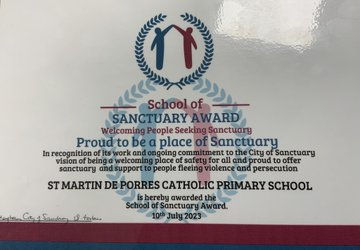 School of
SANCTUARY AWARD
Welcoming People Seeking Sanctuary
Proud to be a place of Sanctuary
In recognition of its work and ongoing commitment to the City of Sanctuary
vision of being a welcoming place of safety for all and proud to offer
sanctuary and support to people fleeing violence and persecution
ST MARTIN DE PORRES CATHOLIC PRIMARY SCHOOL
is hereby awarded the
School of Sanctuary Award.
10th July 2023
City of Sanctuary